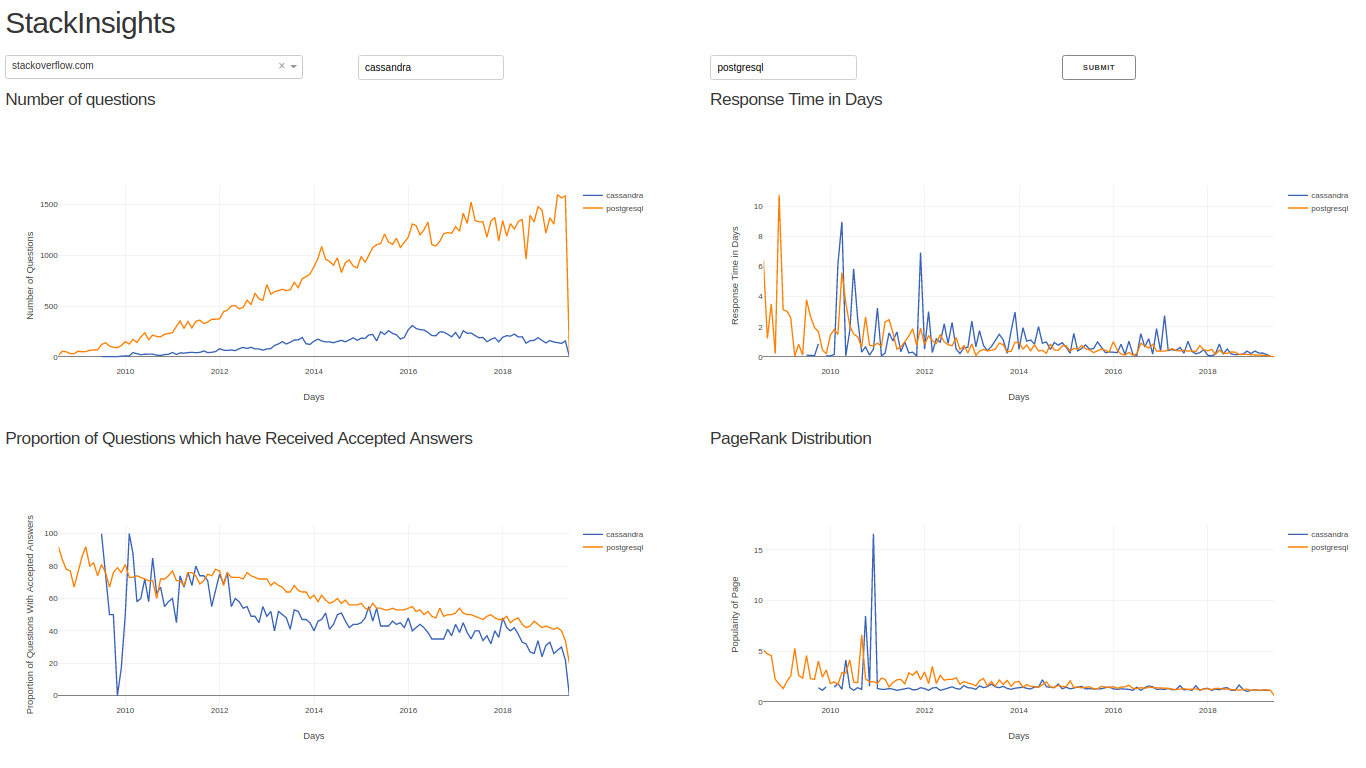 StackInsights
stackoverflow.com × cassandra postgresql SUBMIT
Number of questions
Number of Questions
1500
1000
500
0
2010 2012 2014 2016 2018
Days
cassandra
postgresql
Response Time in Days
Response Time in Days
10
8
6
4
2
0
2010 2012 2014 2016 2018
Days
cassandra
postgresql
Proportion of Questions which have Received Accepted Answers
Proportion of Questions With Accepted Answers
100
80
60
40
20
0
2010 2012 2014 2016 2018
Days
cassandra
postgresql
PageRank Distribution
Popularity of Page
15
10
5
0
2010 2012 2014 2016 2018
Days
cassandra
postgresql